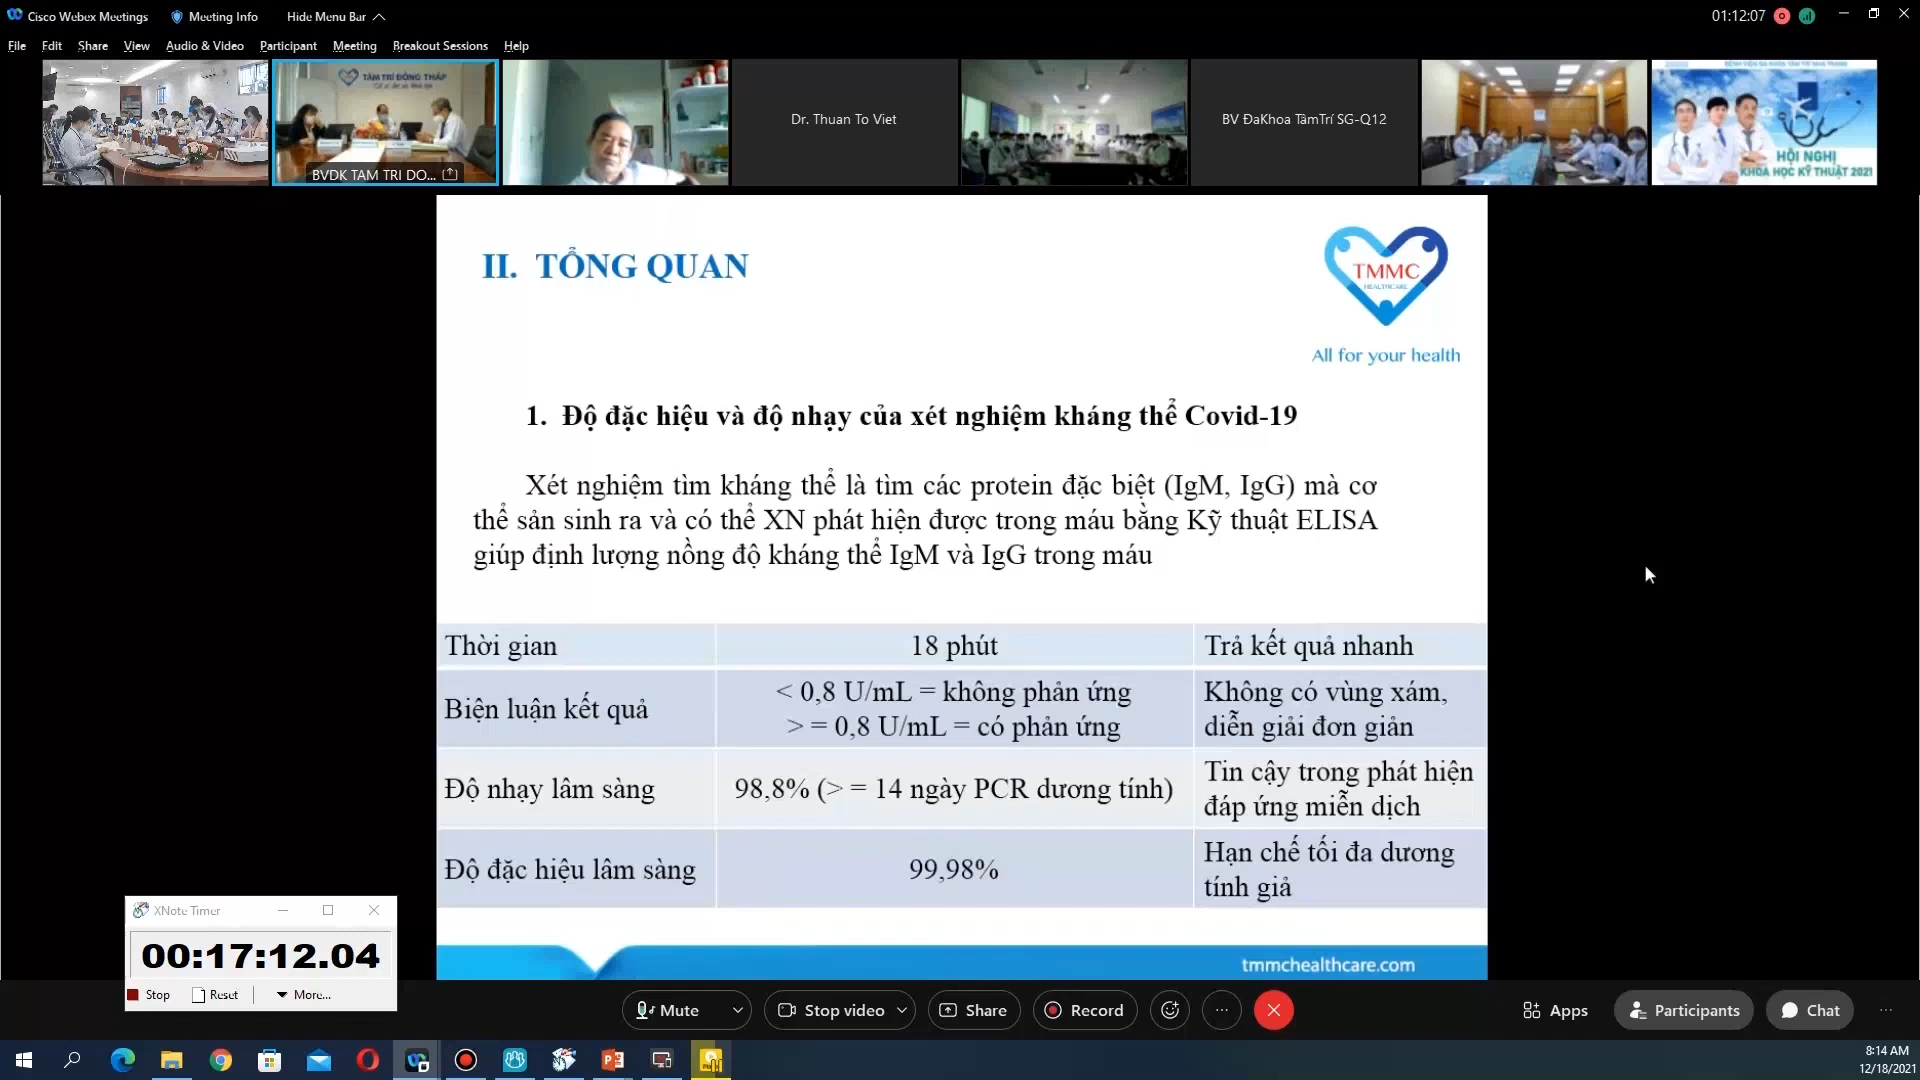 Cisco Webex Meetings
Meeting Info
Hide Menu Bar
01:12:07
File Edit Share View Audio & Video Participant Meeting Breakout Sessions Help
TÂM TRÍ ĐỒNG THÁP
BVDK TAM TRI DO...
Dr. Thuan To Viet
BV ĐaKhoa TâmTrí SG-Q12
HỘI NGHỊ
KHOA HỌC KỸ THUẬT 2021
II. TỔNG QUAN
TMMC
HEALTHCARE
All for your health
1. Độ đặc hiệu và độ nhạy của xét nghiệm kháng thể Covid-19
Xét nghiệm tìm kháng thể là tìm các protein đặc biệt (IgM, IgG) mà cơ
thể sản sinh ra và có thể XN phát hiện được trong máu bằng Kỹ thuật ELISA
giúp định lượng nồng độ kháng thể IgM và IgG trong máu
Thời gian
18 phút
Trả kết quả nhanh
Biện luận kết quả
< 0,8 U/mL = không phản ứng
> = 0,8 U/mL = có phản ứng
Không có vùng xám,
diễn giải đơn giản
Độ nhạy lâm sàng
98,8% (> = 14 ngày PCR dương tính)
Tin cậy trong phát hiện
đáp ứng miễn dịch
Độ đặc hiệu lâm sàng
99,98%
Hạn chế tối đa dương
tính giả
tmmchealthcare.com
XNote Timer
00:17:12.04
Stop
Reset
More...
Mute
Stop video
Share
Record
Apps
Participants
Chat
8:14 AM
12/18/2021